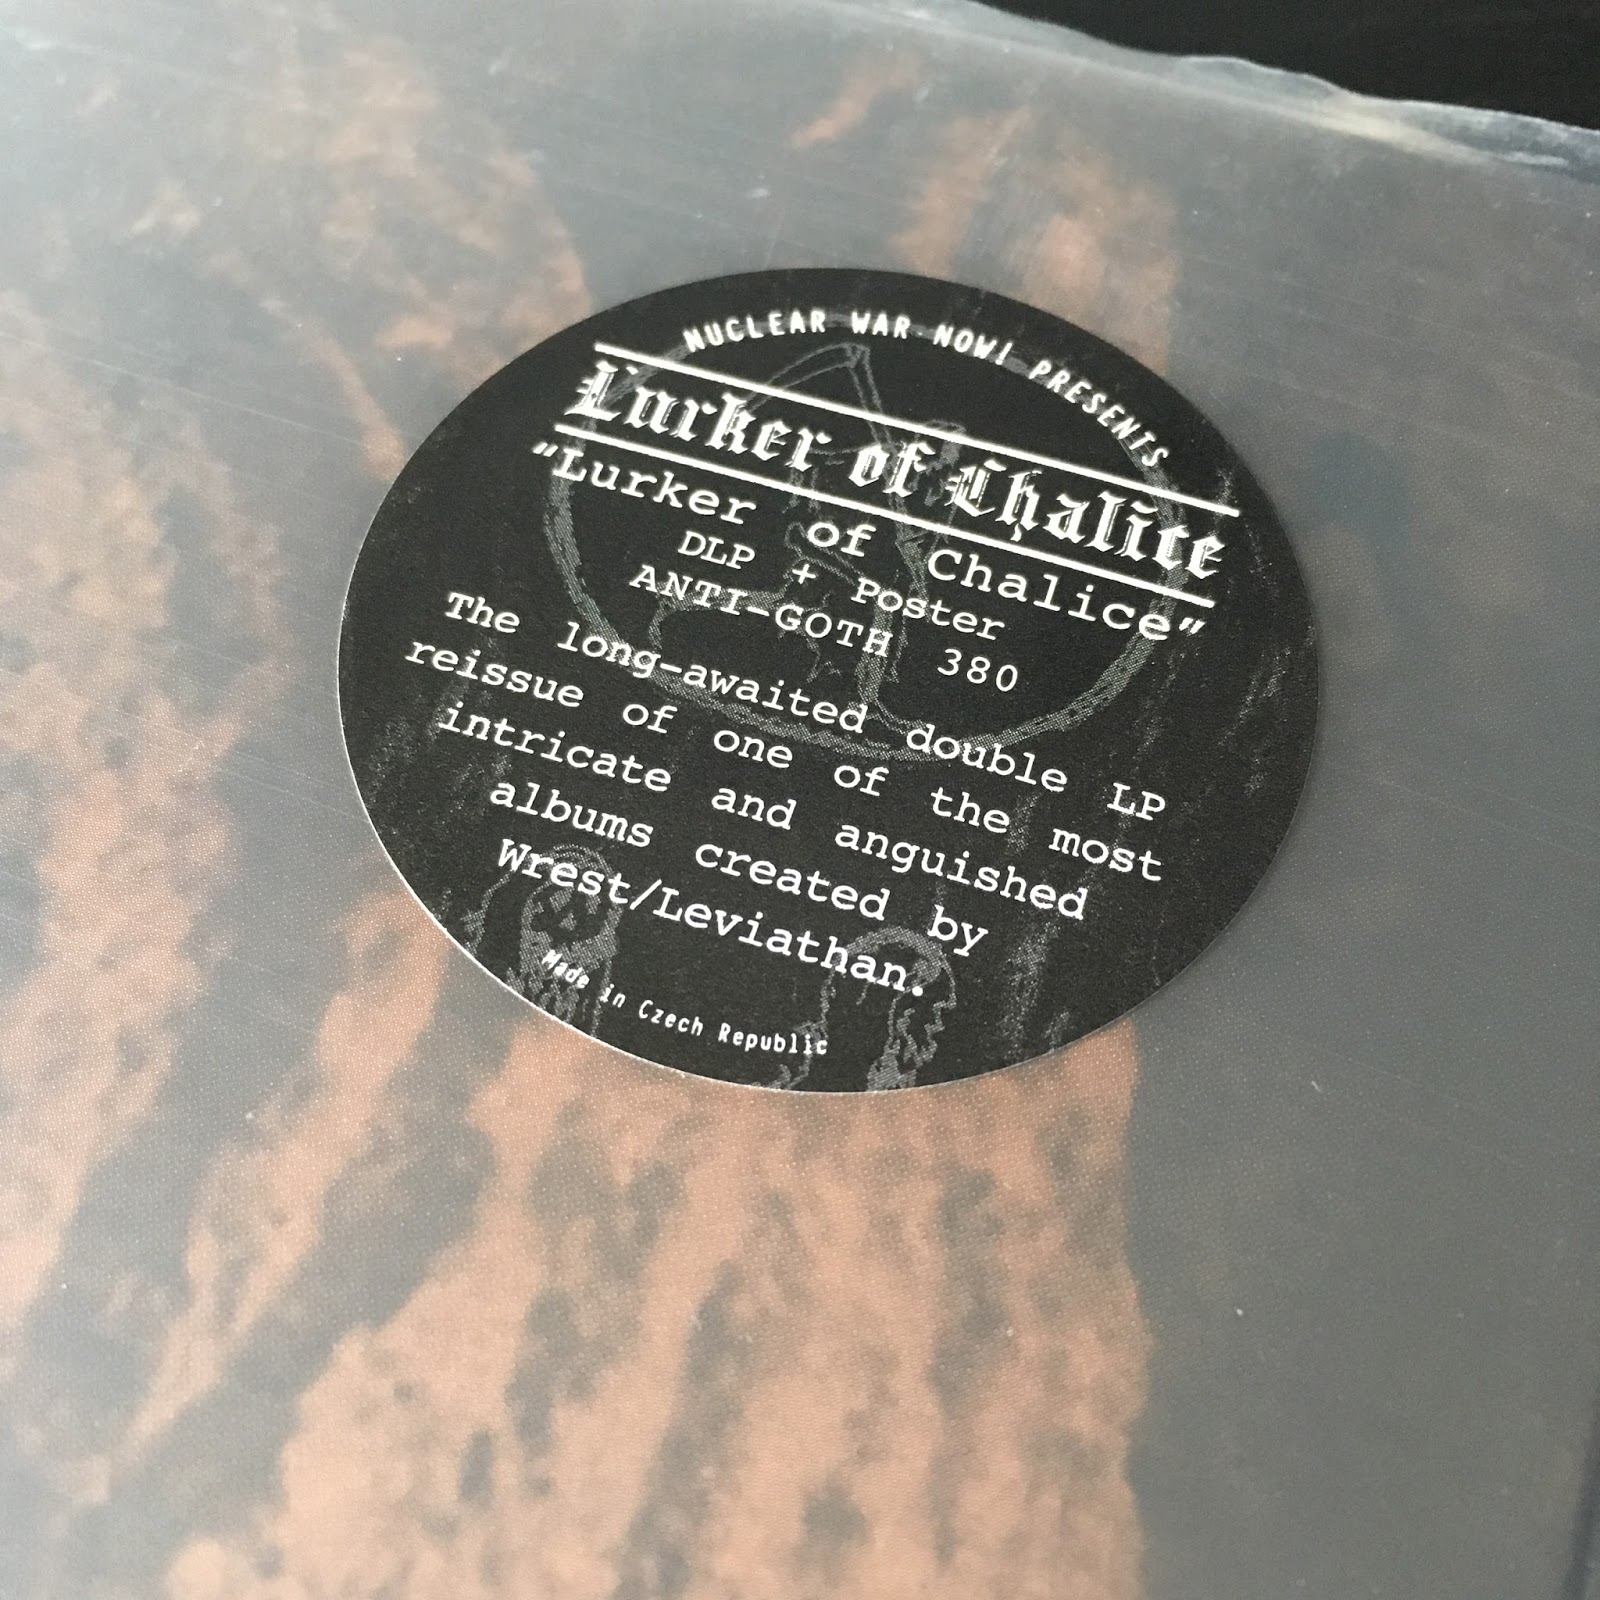 NUCLEAR WAR NOW! PRESENTS
Lurker of Chalice
"Lurker of Chalice"
DLP + Poster
ANTI-GOTH 380
The long-awaited double LP
reissue of one of the most
intricate and anguished
albums created by
Wrest/Leviathan.
Made in Czech Republic